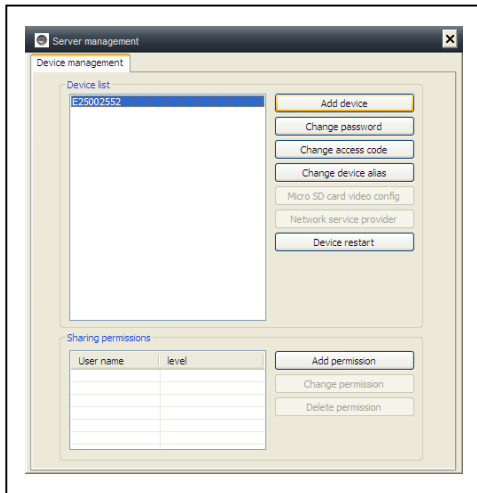 Server management
Device management
Device list
E25002552
Add device
Change password
Change access code
Change device alias
Micro SD card video config
Network service provider
Device restart
Sharing permissions
User name level
Add permission
Change permission
Delete permission